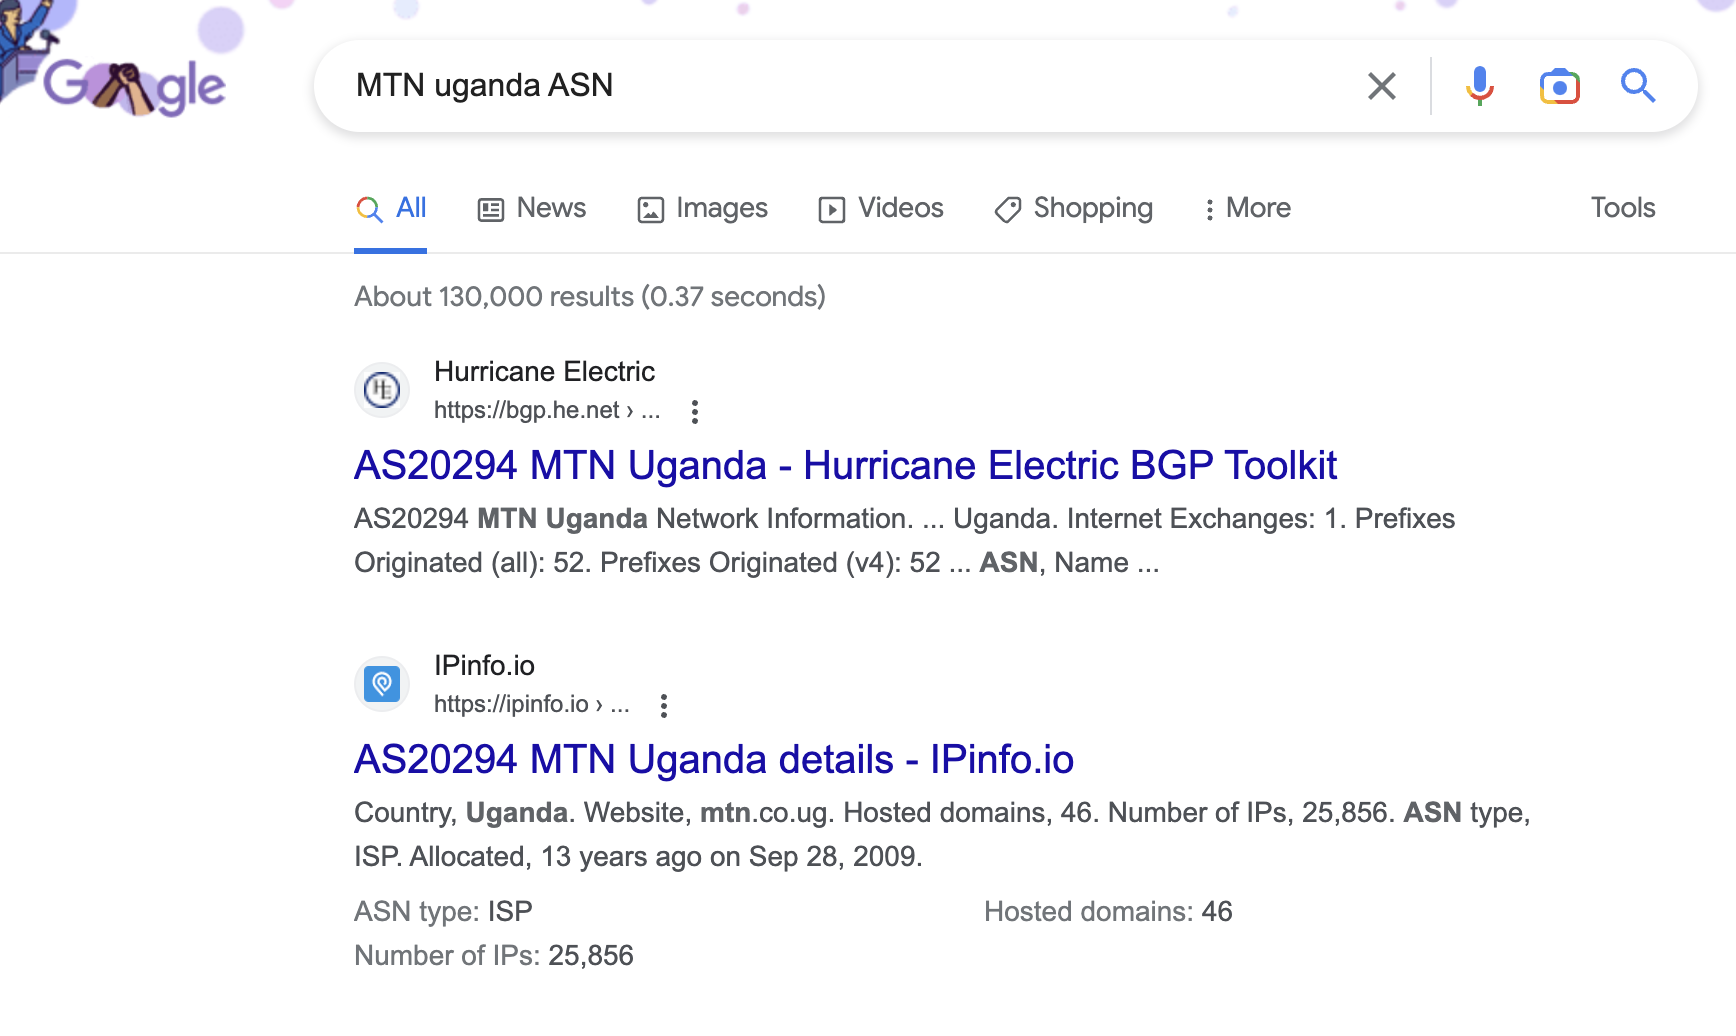 Google
MTN uganda ASN
All News Images Videos Shopping More Tools
About 130,000 results (0.37 seconds)
HE
Hurricane Electric
https://bgp.he.net › ...
AS20294 MTN Uganda - Hurricane Electric BGP Toolkit
AS20294 MTN Uganda Network Information. ... Uganda. Internet Exchanges: 1. Prefixes
Originated (all): 52. Prefixes Originated (v4): 52 ... ASN, Name ...
IPinfo.io
https://ipinfo.io › ...
AS20294 MTN Uganda details - IPinfo.io
Country, Uganda. Website, mtn.co.ug. Hosted domains, 46. Number of IPs, 25,856. ASN type,
ISP. Allocated, 13 years ago on Sep 28, 2009.
ASN type: ISP Hosted domains: 46
Number of IPs: 25,856